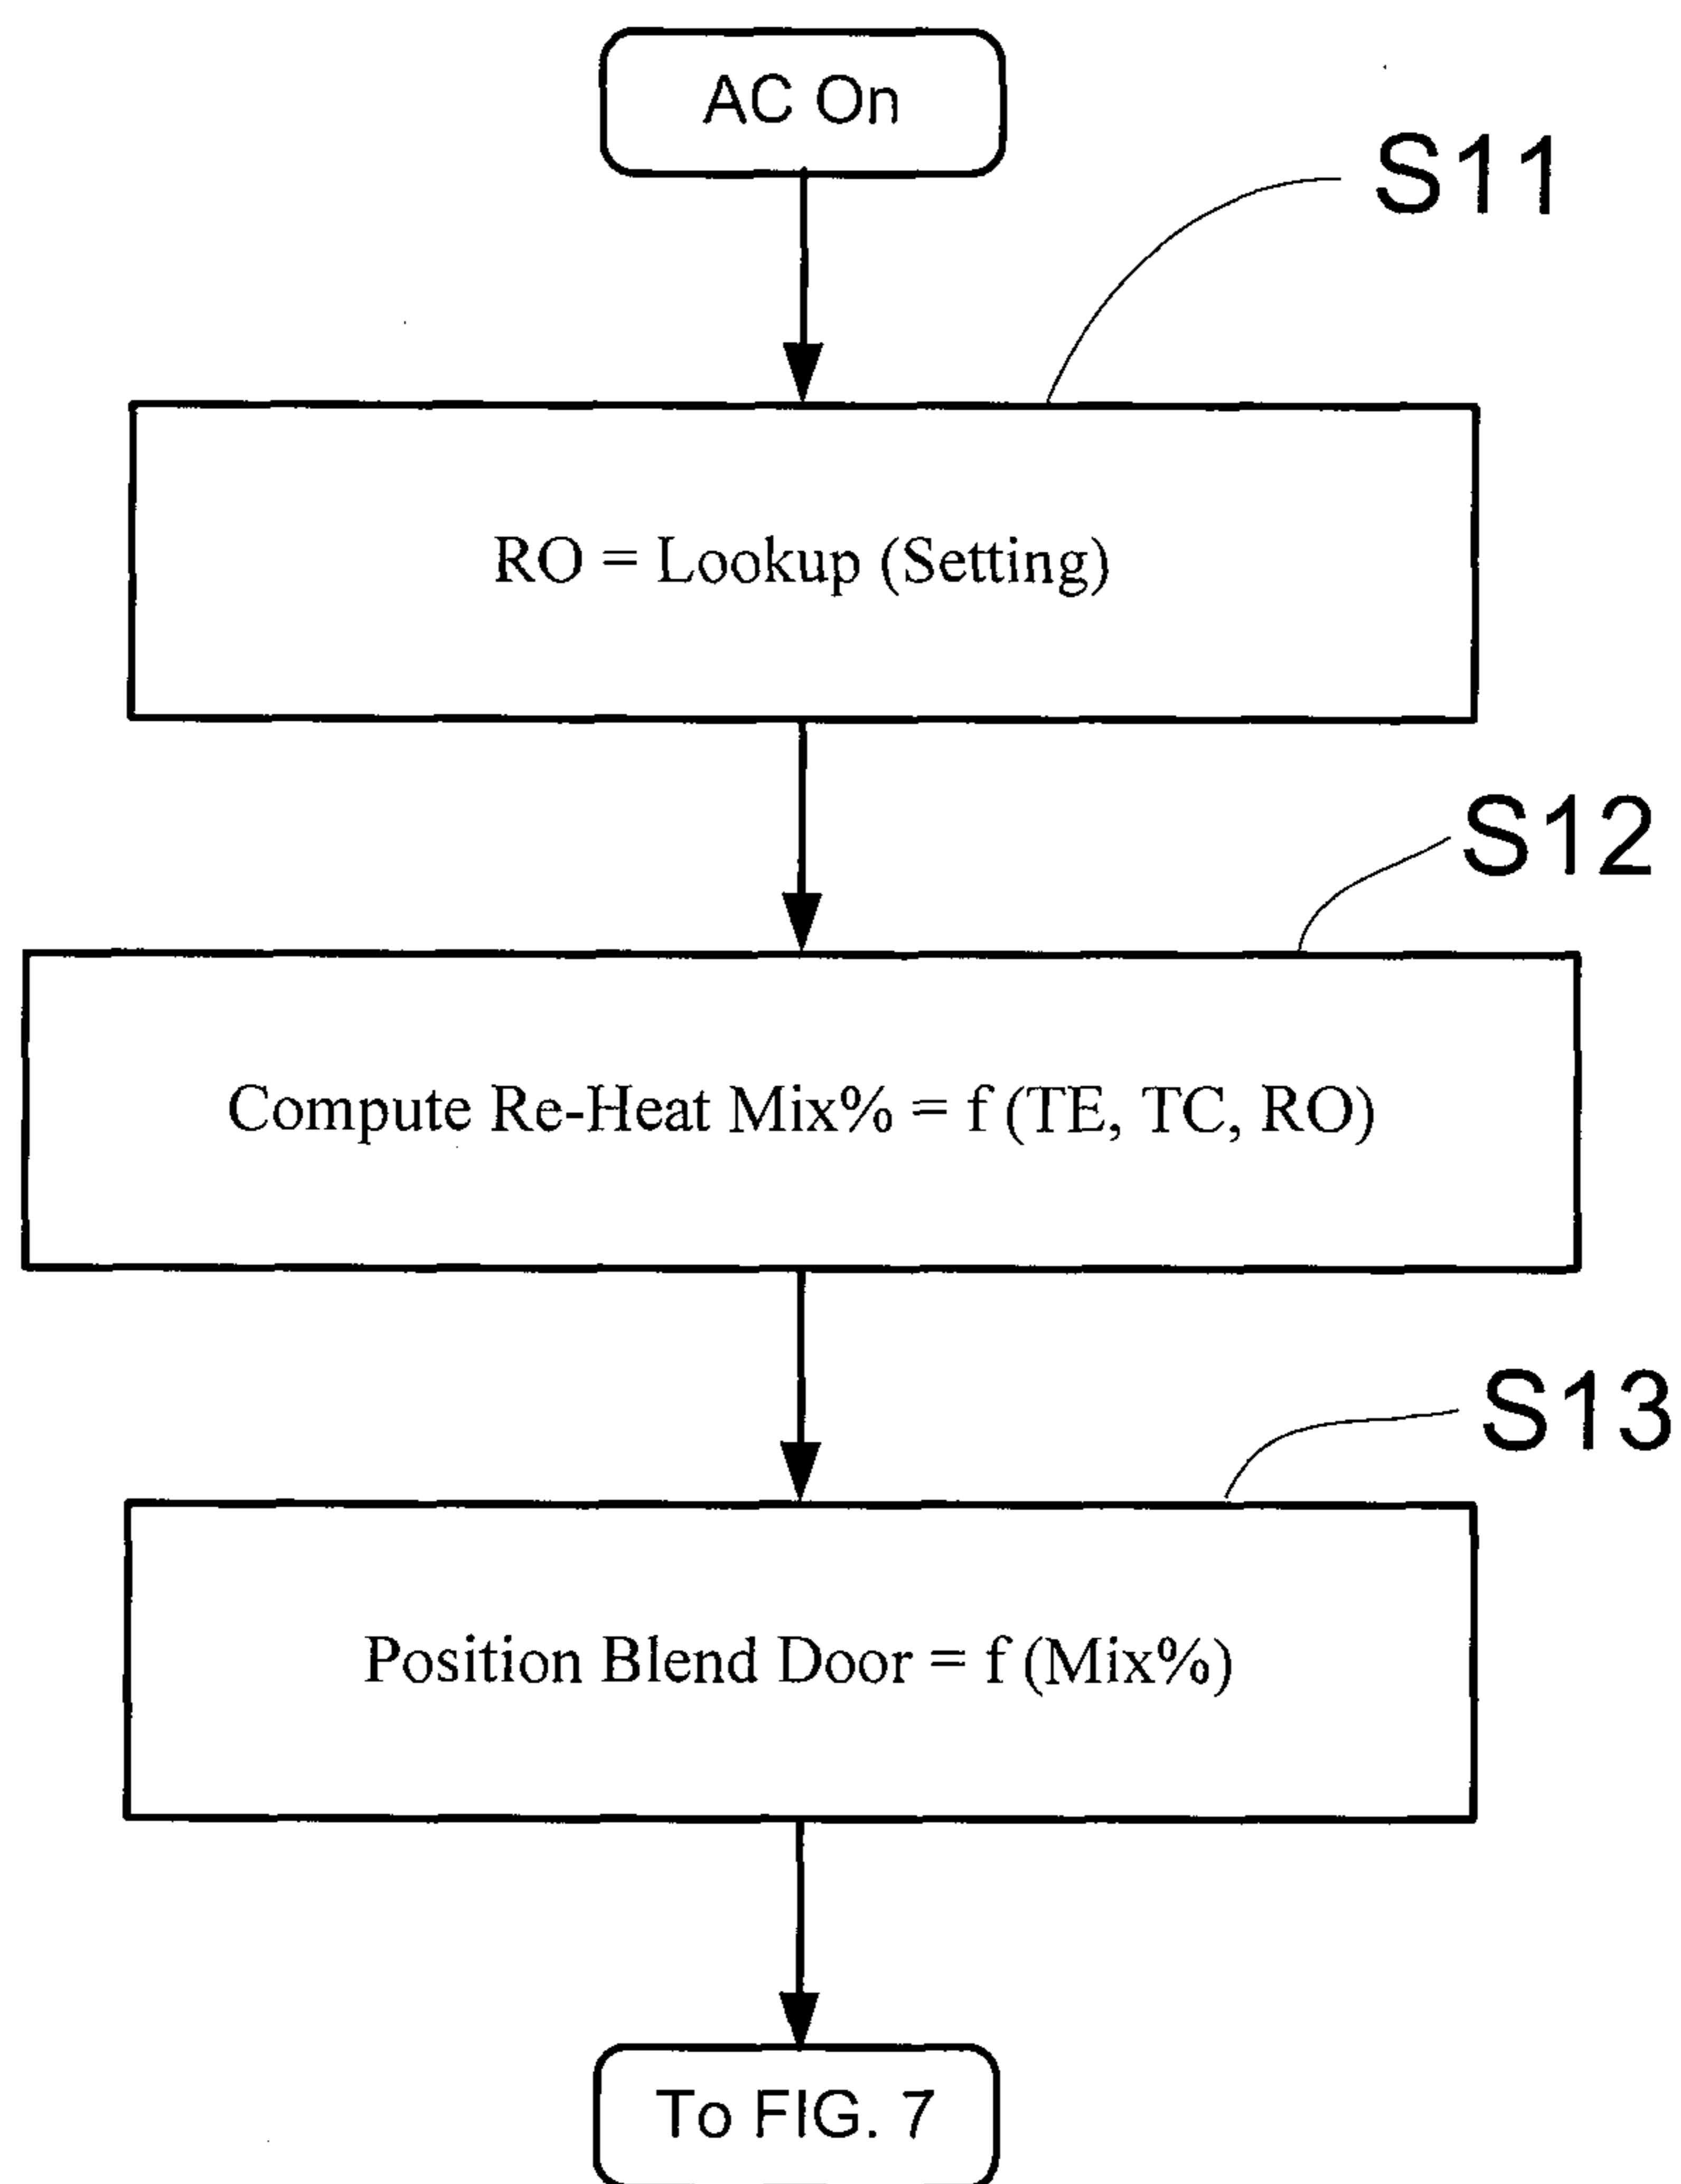 AC On
S11
RO = Lookup (Setting)
S12
Compute Re-Heat Mix% = f (TE, TC, RO)
S13
Position Blend Door = f (Mix%)
To FIG. 7